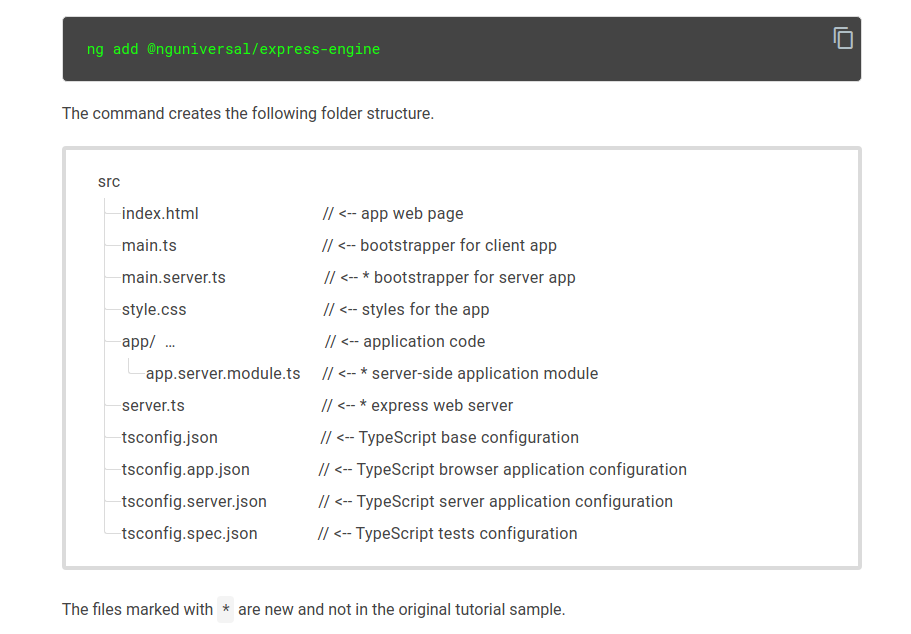 ng add @nguniversal/express-engine
The command creates the following folder structure.
src
index.html // <-- app web page
main.ts // <-- bootstrapper for client app
main.server.ts // <-- * bootstrapper for server app
style.css // <-- styles for the app
app/ … // <-- application code
app.server.module.ts // <-- * server-side application module
server.ts // <-- * express web server
tsconfig.json // <-- TypeScript base configuration
tsconfig.app.json // <-- TypeScript browser application configuration
tsconfig.server.json // <-- TypeScript server application configuration
tsconfig.spec.json // <-- TypeScript tests configuration
The files marked with * are new and not in the original tutorial sample.